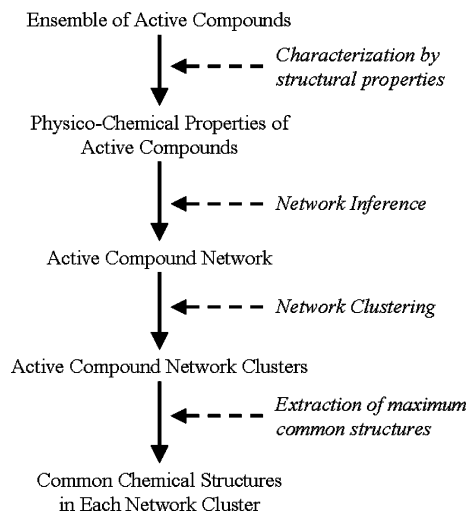 Ensemble of Active Compounds
Characterization by
structural properties
Physico-Chemical Properties of
Active Compounds
Network Inference
Active Compound Network
Network Clustering
Active Compound Network Clusters
Extraction of maximum
common structures
Common Chemical Structures
in Each Network Cluster